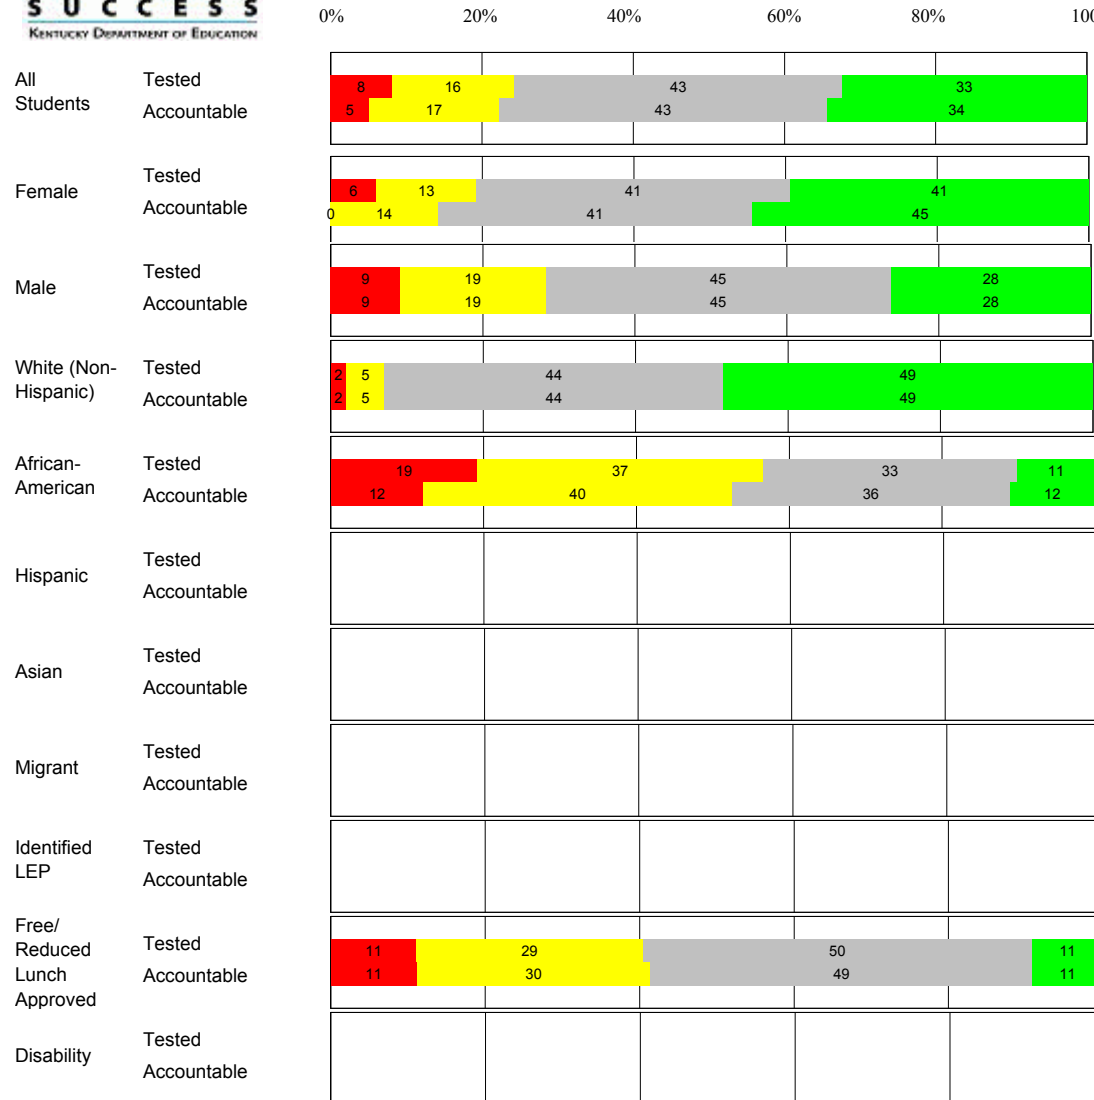 SUCCESS
KENTUCKY DEPARTMENT OF EDUCATION
0% 20% 40% 60% 80% 100
All Students
Tested 8 16 43 33
Accountable 5 17 43 34
Female
Tested 6 13 41 41
Accountable 0 14 41 45
Male
Tested 9 19 45 28
Accountable 9 19 45 28
White (Non-
Hispanic)
Tested 2 5 44 49
Accountable 2 5 44 49
African-
American
Tested 19 37 33 11
Accountable 12 40 36 12
Hispanic
Tested
Accountable
Asian
Tested
Accountable
Migrant
Tested
Accountable
Identified
LEP
Tested
Accountable
Free/
Reduced
Lunch
Approved
Tested 11 29 50 11
Accountable 11 30 49 11
Disability
Tested
Accountable